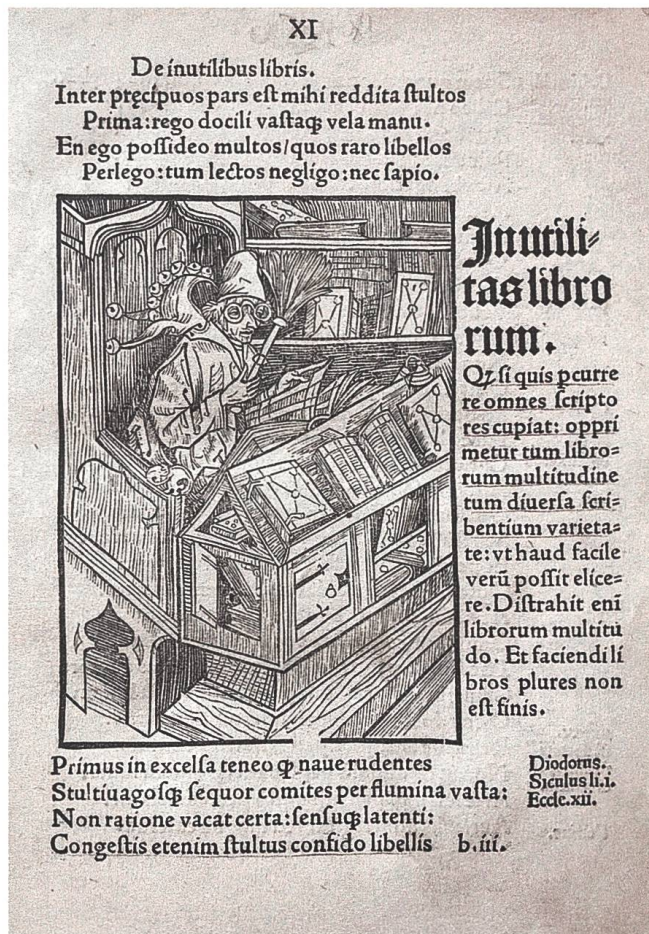 XI
De inutilibus libris.
Inter pręcipuos pars est mihi reddita stultos
Prima: rego docili vastaqꝫ vela manu.
En ego possideo multos/quos raro libellos
Perlego: tum lectos negligo: nec sapio.
Inutili-
tas libro
rum.
Qꝫ si quis pcurre
re omnes scripto
res cupiat: oppri
metur tum libro-
rum multitudine
tum diuersa scri-
bentium varieta-
te: vt haud facile
verū possit elice-
re. Distrahit enī
librorum multitu
do. Et faciendi li
bros plures non
est finis.
Primus in excelsa teneo qꝫ naue rudentes
Stultiuagosqꝫ sequor comites per flumina vasta:
Non ratione vacat certa: sensuqꝫ latenti:
Congestis etenim stultus confido libellis b.iii.
Diodorus.
Siculus li.i.
Eccle.xii.